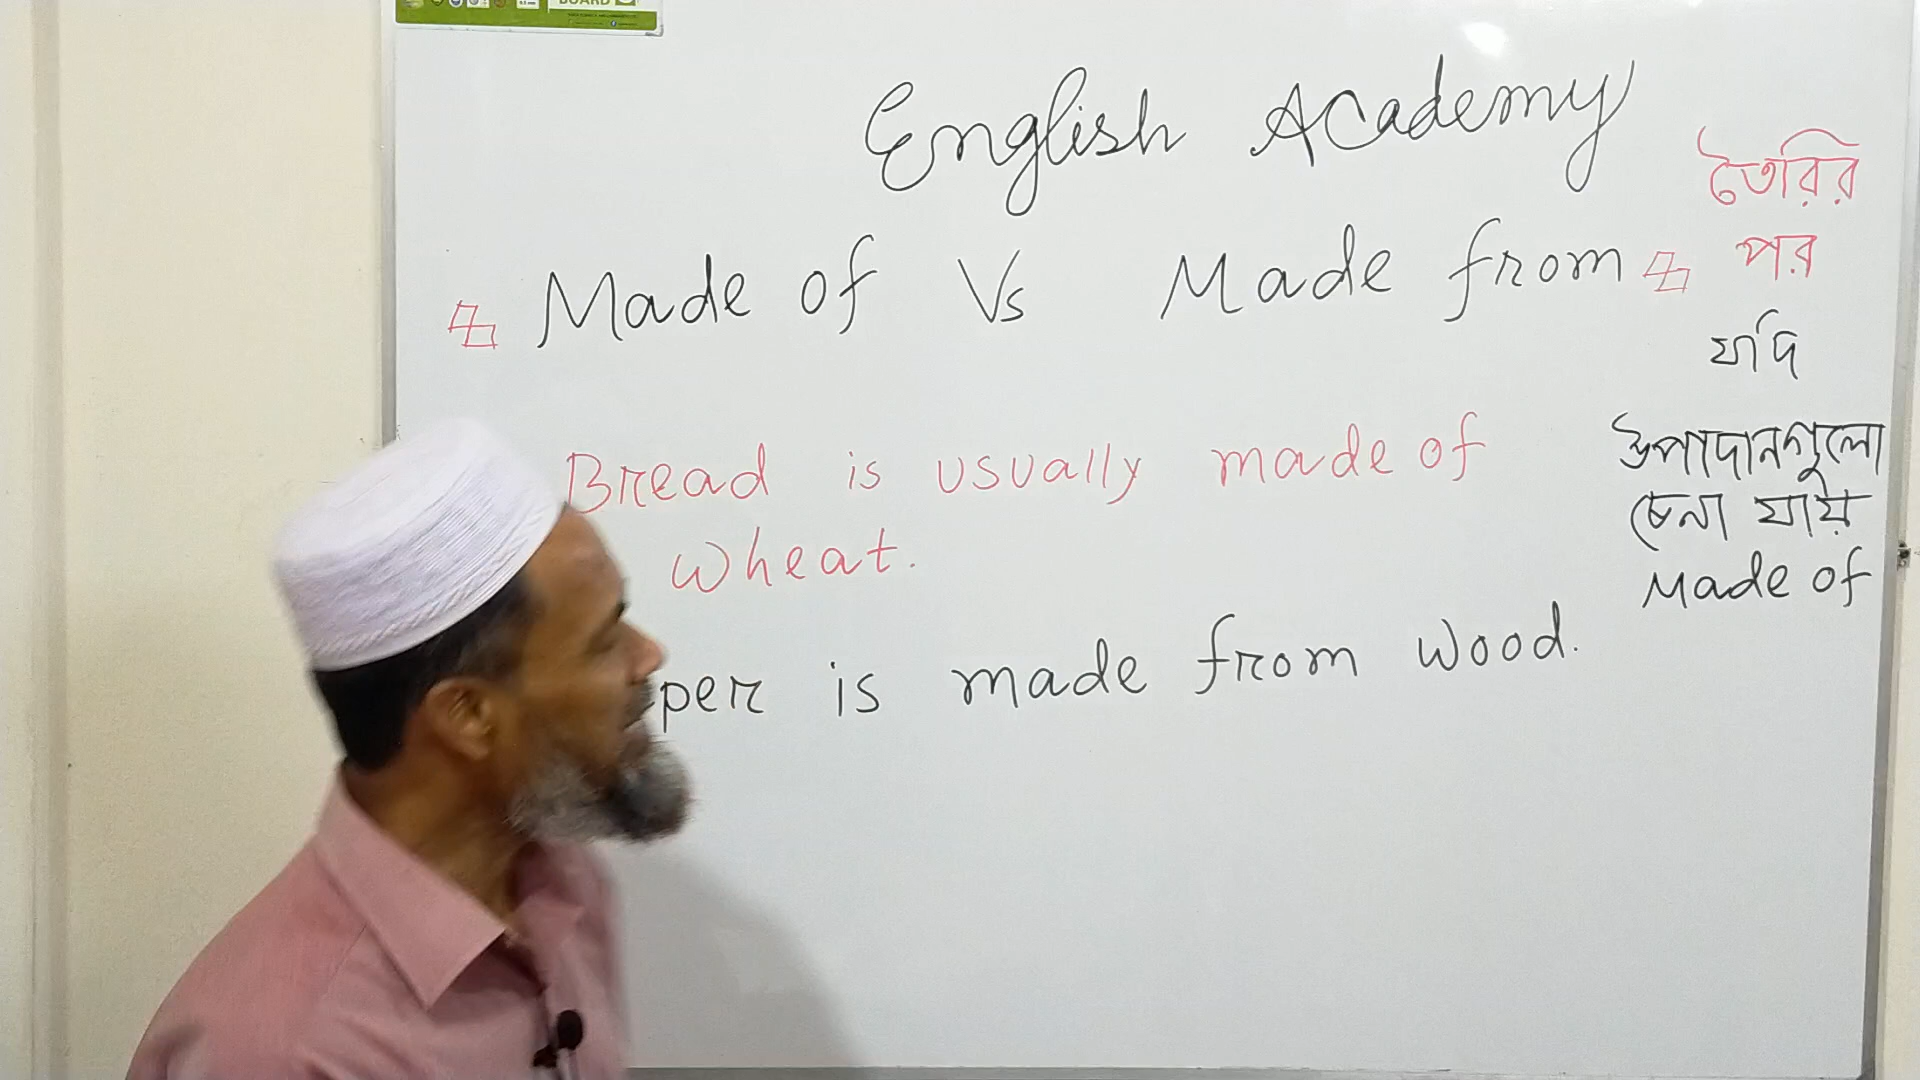 BOARD
English Academy
Made of Vs Made from
Bread is usually made of
wheat.
per is made from wood.
তৈরির
পর
যদি
উপাদানগুলো
চেনা যায়
Made of